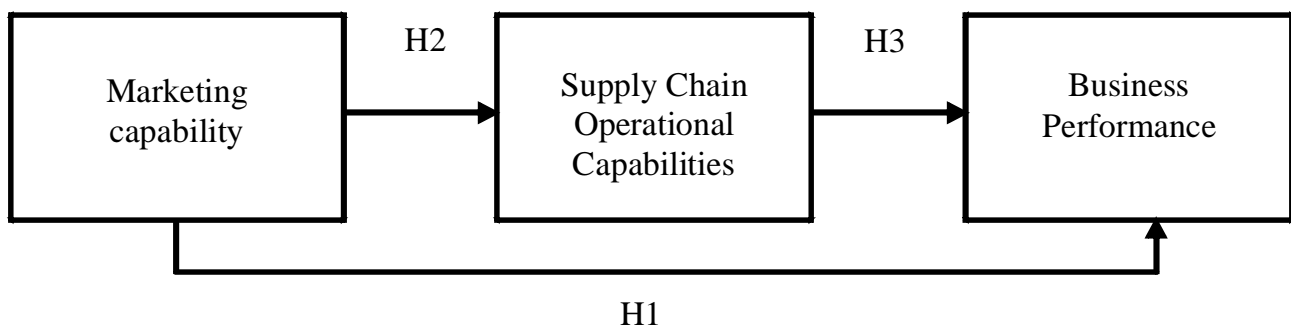 H2
H3
Marketing
capability
Supply Chain
Operational
Capabilities
Business
Performance
H1